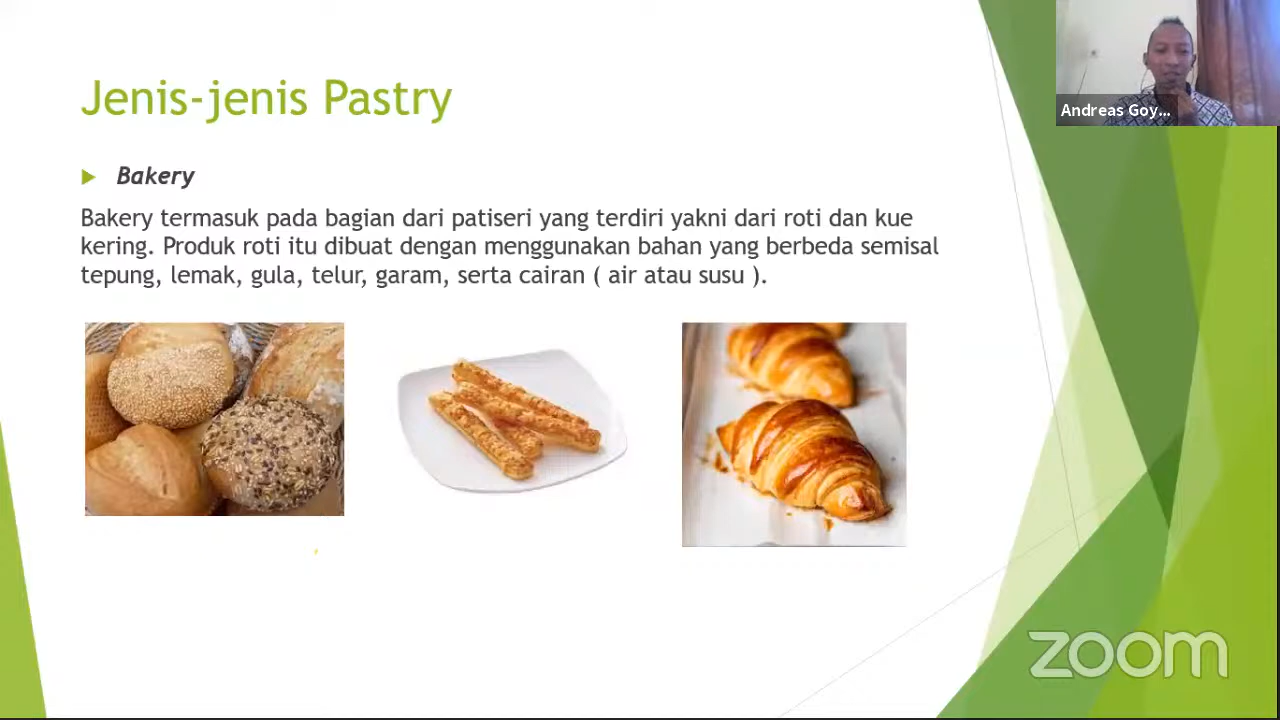 Jenis-jenis Pastry
Andreas Goy...
Bakery
Bakery termasuk pada bagian dari patiseri yang terdiri yakni dari roti dan kue
kering. Produk roti itu dibuat dengan menggunakan bahan yang berbeda semisal
tepung, lemak, gula, telur, garam, serta cairan ( air atau susu ).
zoom